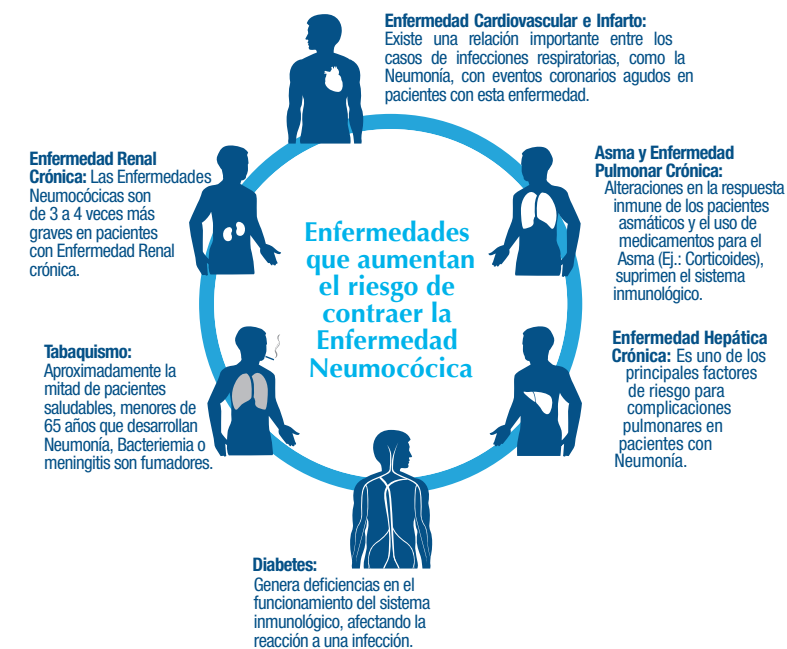 Enfermedad Cardiovascular e Infarto:
Existe una relación importante entre los
casos de infecciones respiratorias, como la
Neumonía, con eventos coronarios agudos en
pacientes con esta enfermedad.
Enfermedad Renal
Crónica: Las Enfermedades
Neumocócicas son
de 3 a 4 veces más
graves en pacientes
con Enfermedad Renal
crónica.
Asma y Enfermedad
Pulmonar Crónica:
Alteraciones en la respuesta
inmune de los pacientes
asmáticos y el uso de
medicamentos para el
Asma (Ej.: Corticoides),
suprimen el sistema
inmunológico.
Enfermedades
que aumentan
el riesgo de
contraer la
Enfermedad
Neumocócica
Tabaquismo:
Aproximadamente la
mitad de pacientes
saludables, menores de
65 años que desarrollan
Neumonía, Bacteriemia o
meningitis son fumadores.
Enfermedad Hepática
Crónica: Es uno de los
principales factores
de riesgo para
complicaciones
pulmonares en
pacientes con
Neumonía.
Diabetes:
Genera deficiencias en el
funcionamiento del sistema
inmunológico, afectando la
reacción a una infección.